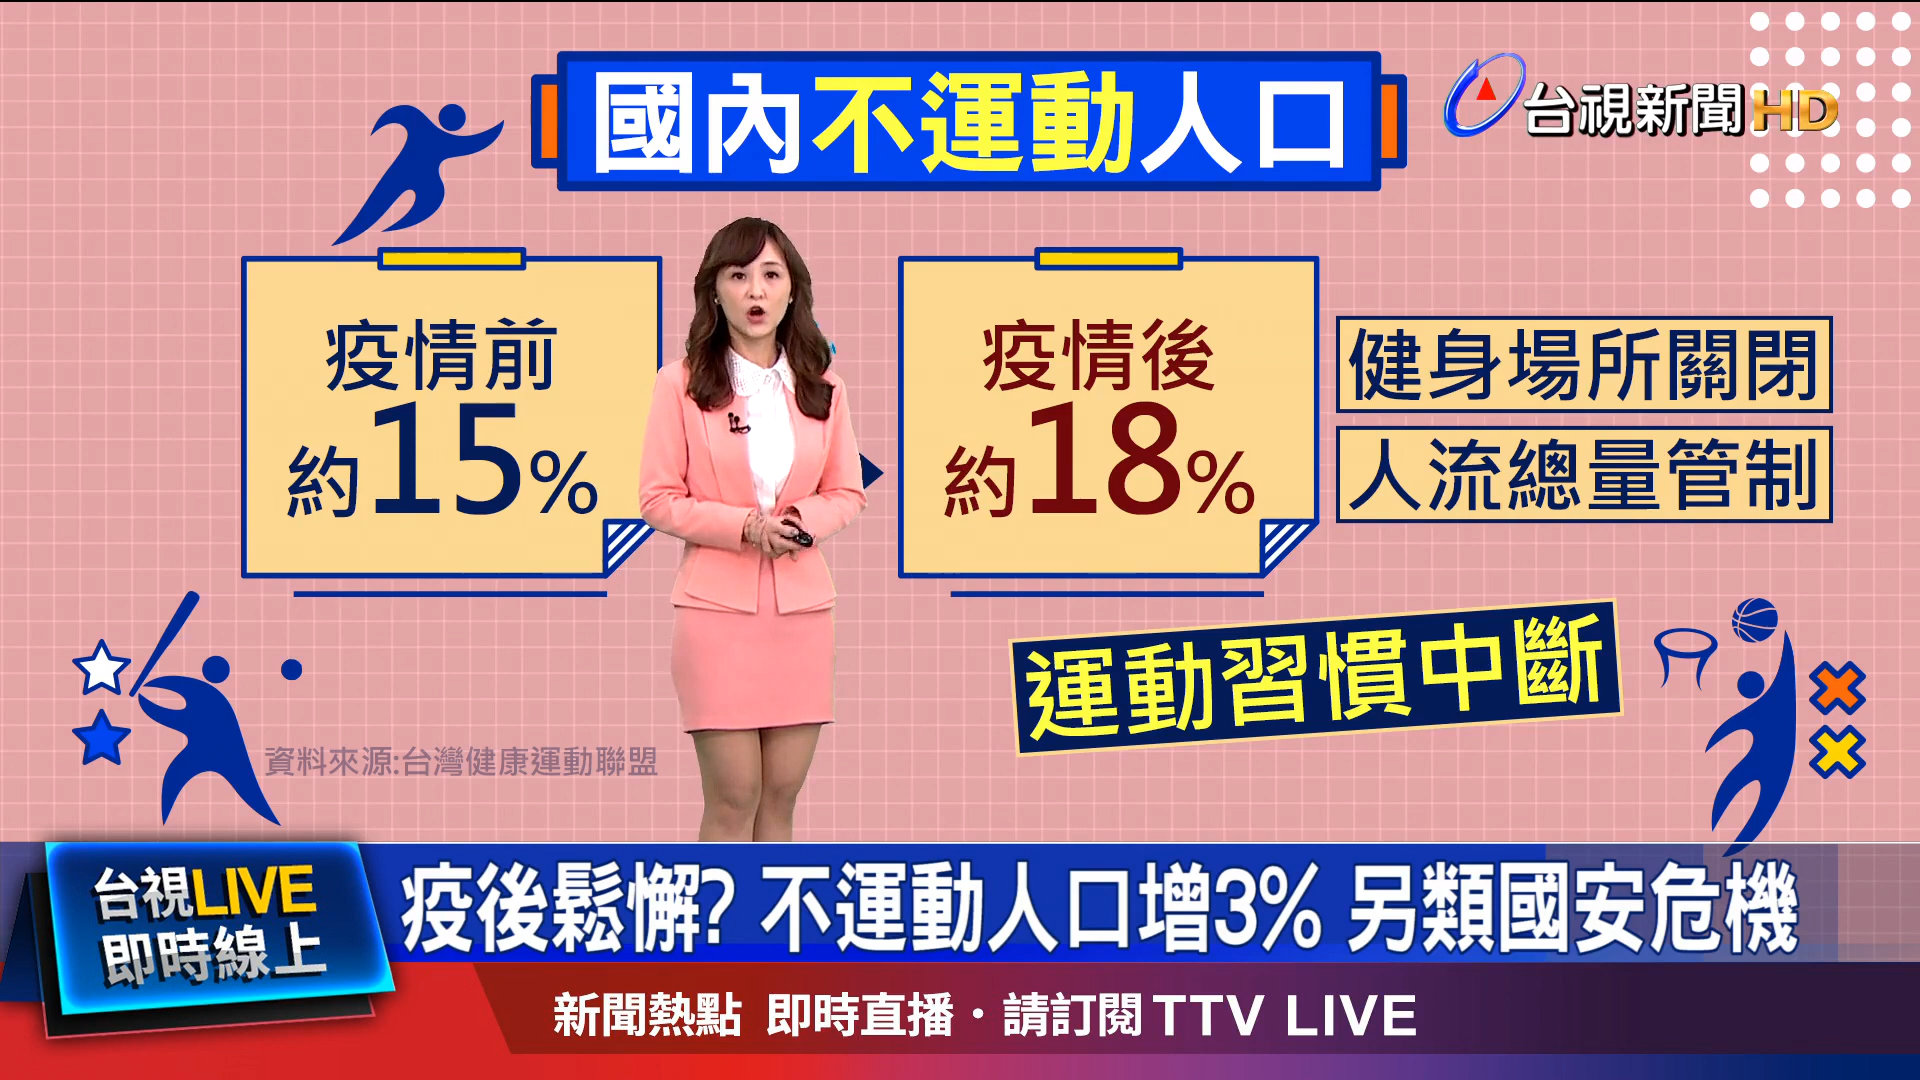 國內不運動人口
台視新聞HD
疫情前
約15%
疫情後
約18%
健身場所關閉
人流總量管制
運動習慣中斷
資料來源:台灣健康運動聯盟
台視LIVE
即時線上
疫後鬆懈? 不運動人口增3% 另類國安危機
新聞熱點 即時直播・請訂閱TTV LIVE